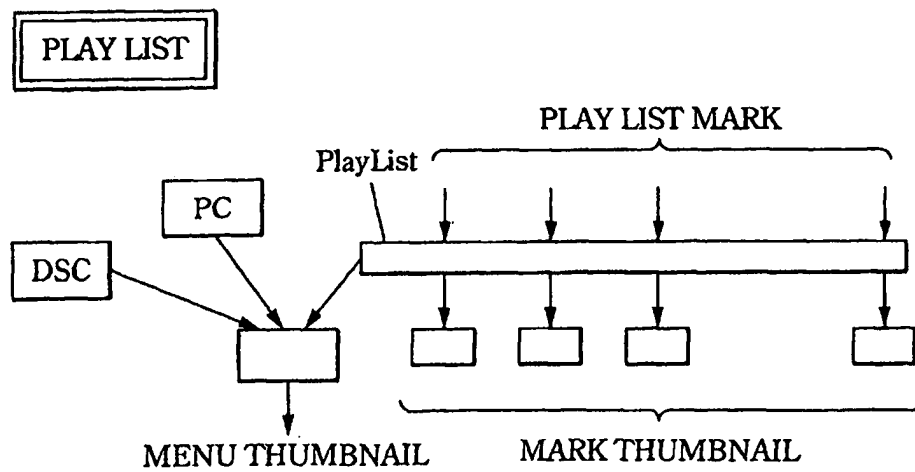 PLAY LIST
PLAY LIST MARK
PlayList
PC
DSC
MENU THUMBNAIL
MARK THUMBNAIL